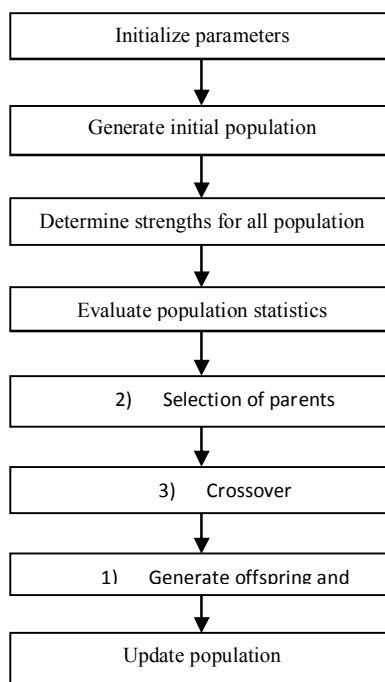 Initialize parameters
Generate initial population
Determine strengths for all population
Evaluate population statistics
2) Selection of parents
3) Crossover
1) Generate offspring and
Update population